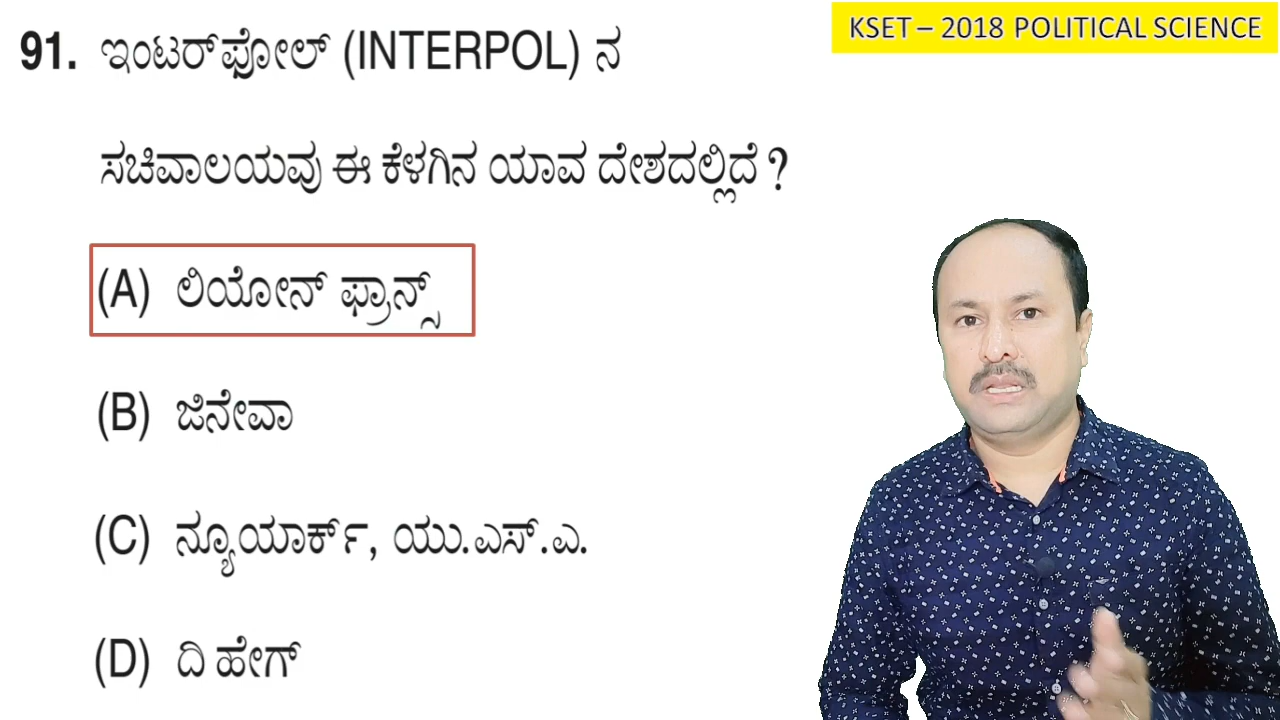 KSET – 2018 POLITICAL SCIENCE
91. ಇಂಟರ್‌ಫೋಲ್ (INTERPOL) ನ
ಸಚಿವಾಲಯವು ಈ ಕೆಳಗಿನ ಯಾವ ದೇಶದಲ್ಲಿದೆ ?
(A) ಲಿಯೋನ್ ಫ್ರಾನ್ಸ್
(B) ಜಿನೇವಾ
(C) ನ್ಯೂಯಾರ್ಕ್, ಯು.ಎಸ್.ಎ.
(D) ದಿ ಹೇಗ್